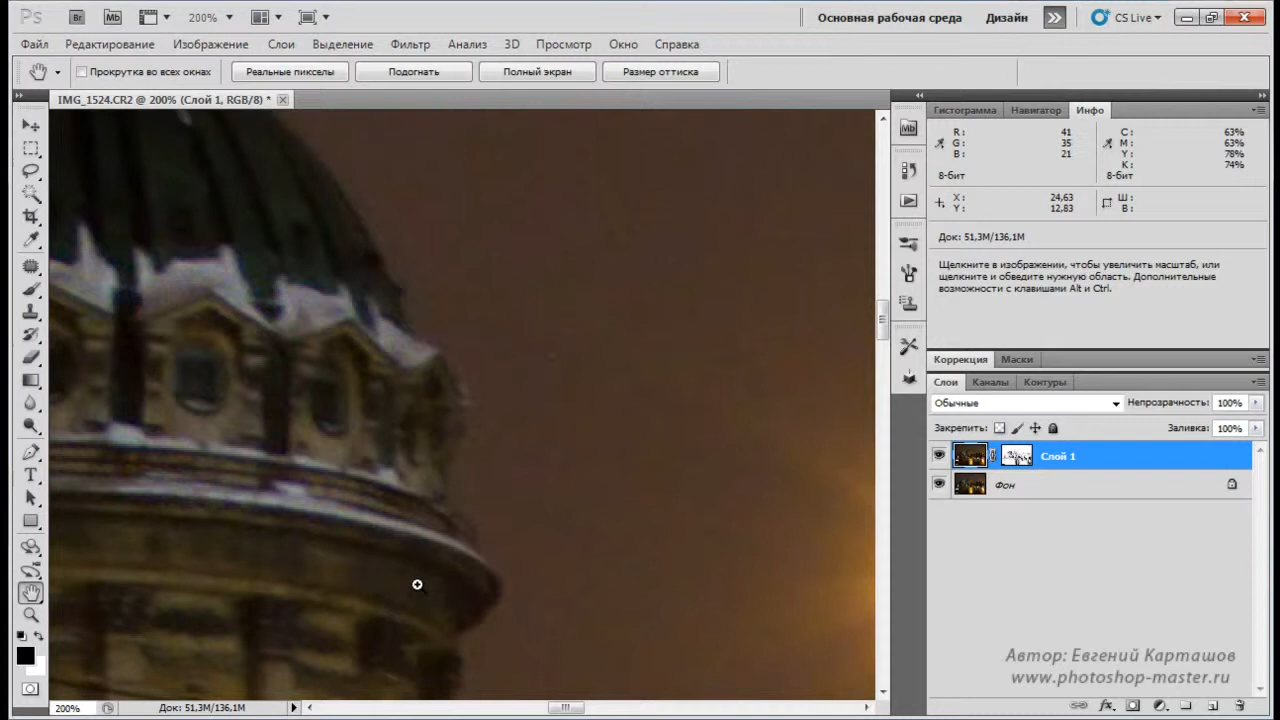 Ps Br Mb 200% Основная рабочая среда Дизайн CS Live
Файл Редактирование Изображение Слои Выделение Фильтр Анализ 3D Просмотр Окно Справка
Прокрутка во всех окнах Реальные пикселы Подогнать Полный экран Размер оттиска
IMG_1524.CR2 @ 200% (Слой 1, RGB/8) *
Гистограмма Навигатор Инфо
Mb
R: 41 C: 63%
G: 35 M: 63%
B: 21 Y: 78%
K: 74%
8-бит 8-бит
X: 24,63 Ш:
Y: 12,83 В:
Док: 51,3M/136,1M
Щелкните в изображении, чтобы увеличить масштаб, или
щелкните и обведите нужную область. Дополнительные
возможности с клавишами Alt и Ctrl.
Коррекция Маски
Слои Каналы Контуры
Обычные Непрозрачность: 100%
Закрепить: Заливка: 100%
Слой 1
Фон
Автор: Евгений Карташов
www.photoshop-master.ru
200% Док: 51,3M/136,1M